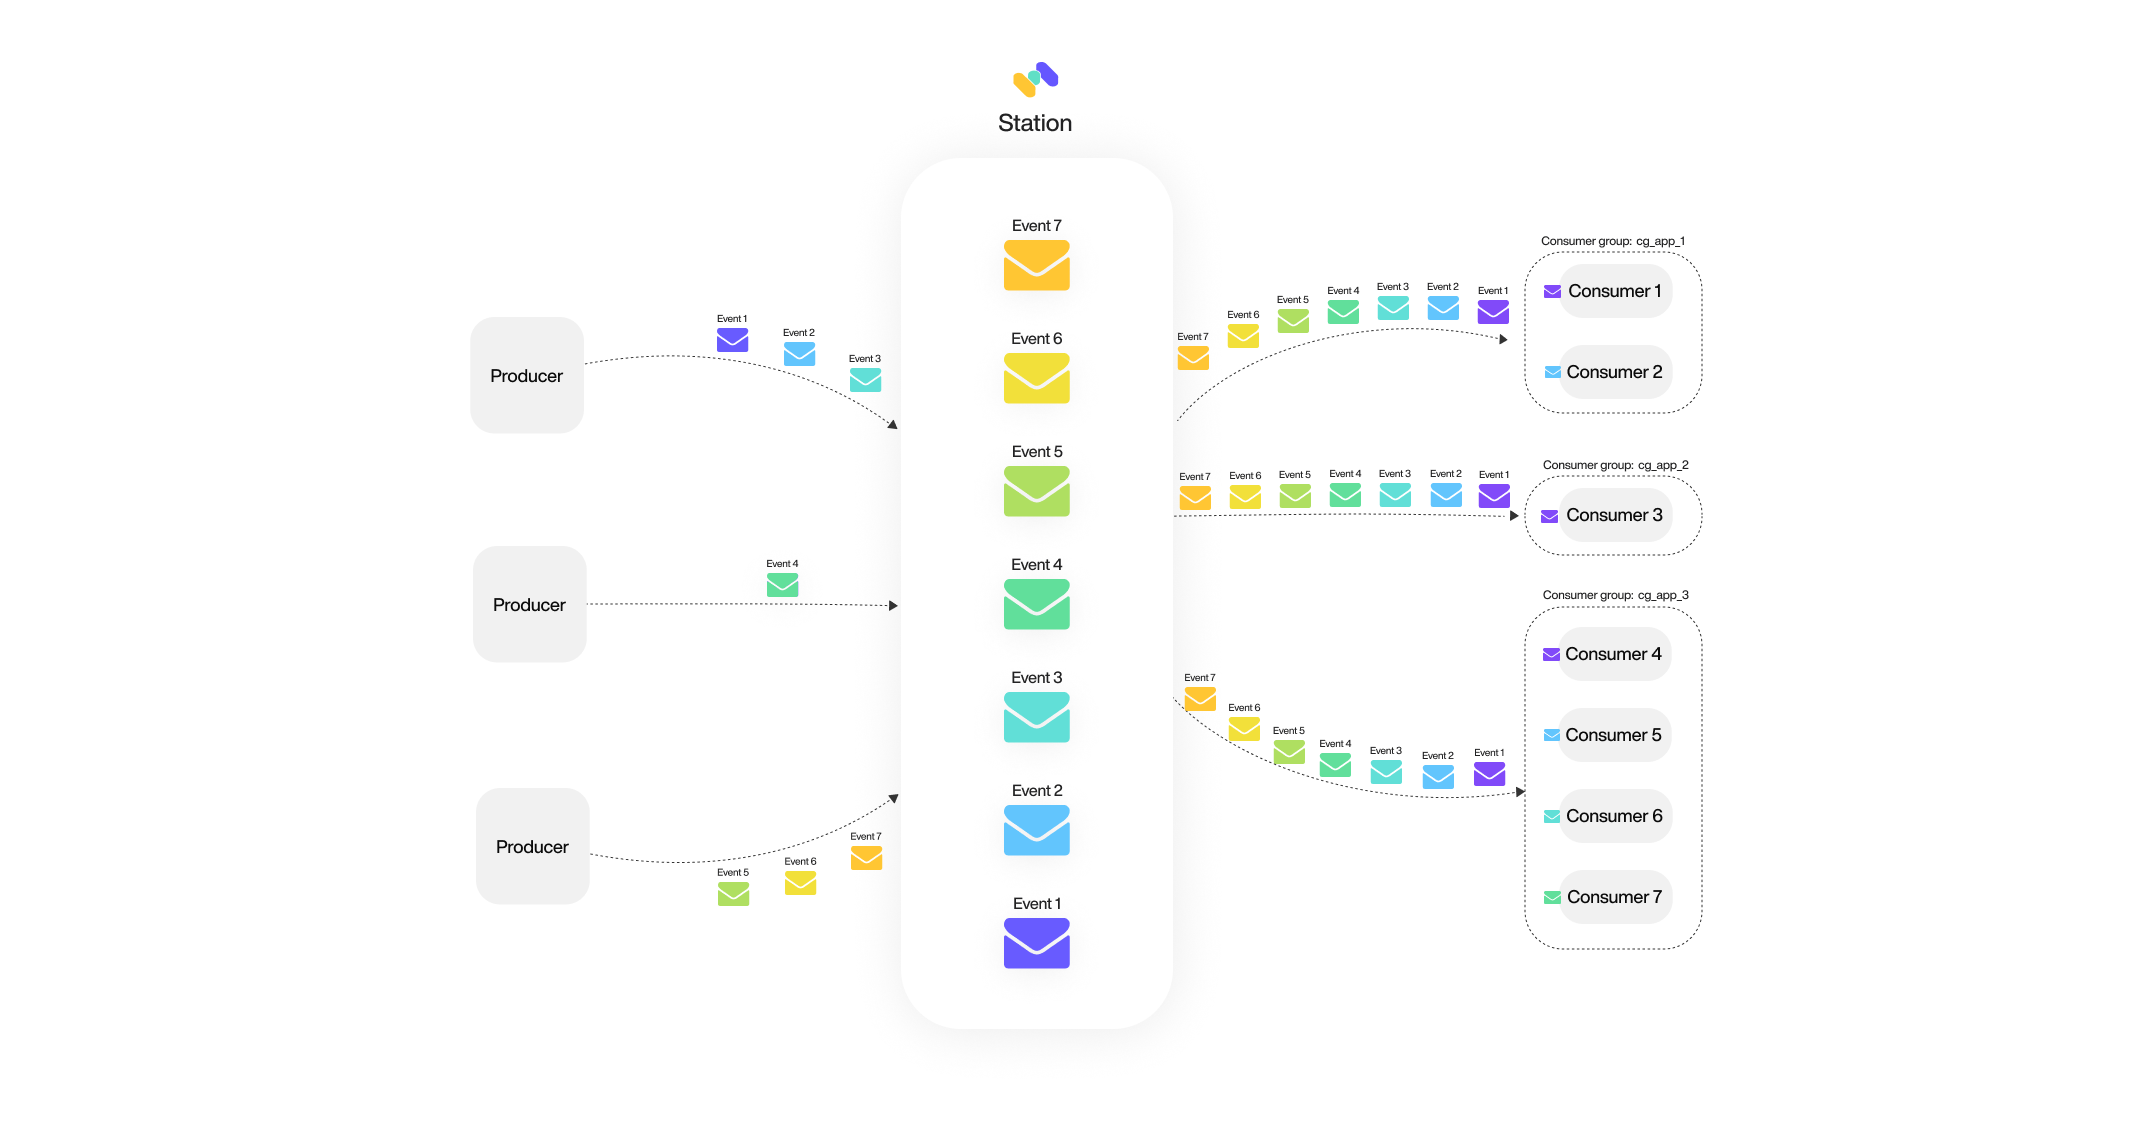 Station
Producer
Event 1
Event 2
Event 3
Producer
Event 4
Producer
Event 5
Event 6
Event 7
Event 7
Event 6
Event 5
Event 4
Event 3
Event 2
Event 1
Event 7
Event 6
Event 5
Event 4
Event 3
Event 2
Event 1
Consumer group: cg_app_1
Consumer 1
Consumer 2
Event 7
Event 6
Event 5
Event 4
Event 3
Event 2
Event 1
Consumer group: cg_app_2
Consumer 3
Event 7
Event 6
Event 5
Event 4
Event 3
Event 2
Event 1
Consumer group: cg_app_3
Consumer 4
Consumer 5
Consumer 6
Consumer 7